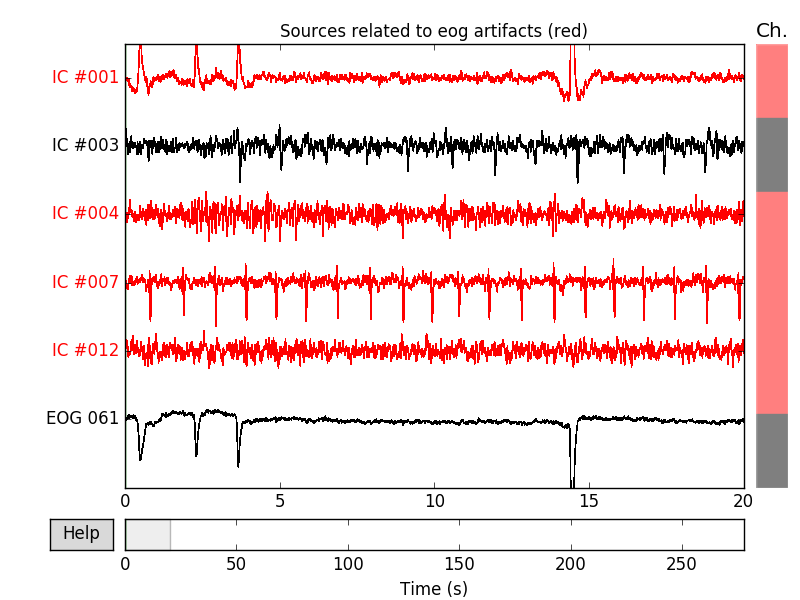 Sources related to eog artifacts (red)
Ch.
IC #001
IC #003
IC #004
IC #007
IC #012
EOG 061
0 5 10 15 20
Help
0 50 100 150 200 250
Time (s)